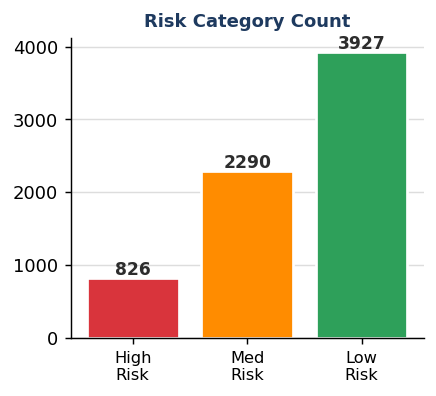 Risk Category Count
4000
3000
2000
1000
0
826
2290
3927
High
Risk
Med
Risk
Low
Risk